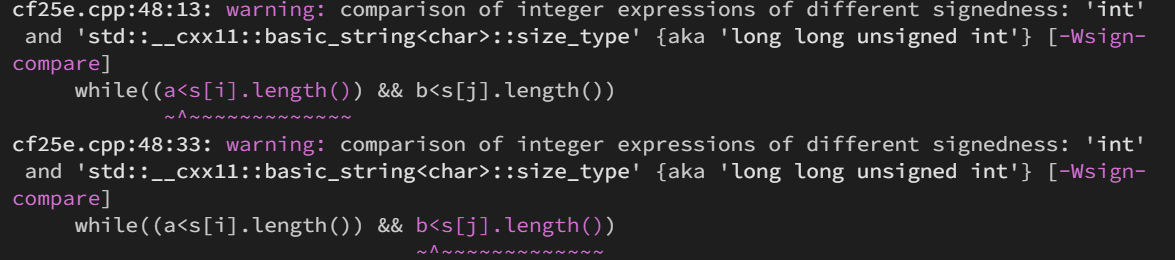 cf25e.cpp:48:13: warning: comparison of integer expressions of different signedness: 'int'
 and 'std::__cxx11::basic_string<char>::size_type' {aka 'long long unsigned int'} [-Wsign-
compare]
     while((a<s[i].length()) && b<s[j].length())
            ~^~~~~~~~~~~~~~
cf25e.cpp:48:33: warning: comparison of integer expressions of different signedness: 'int'
 and 'std::__cxx11::basic_string<char>::size_type' {aka 'long long unsigned int'} [-Wsign-
compare]
     while((a<s[i].length()) && b<s[j].length())
                                ~^~~~~~~~~~~~~~